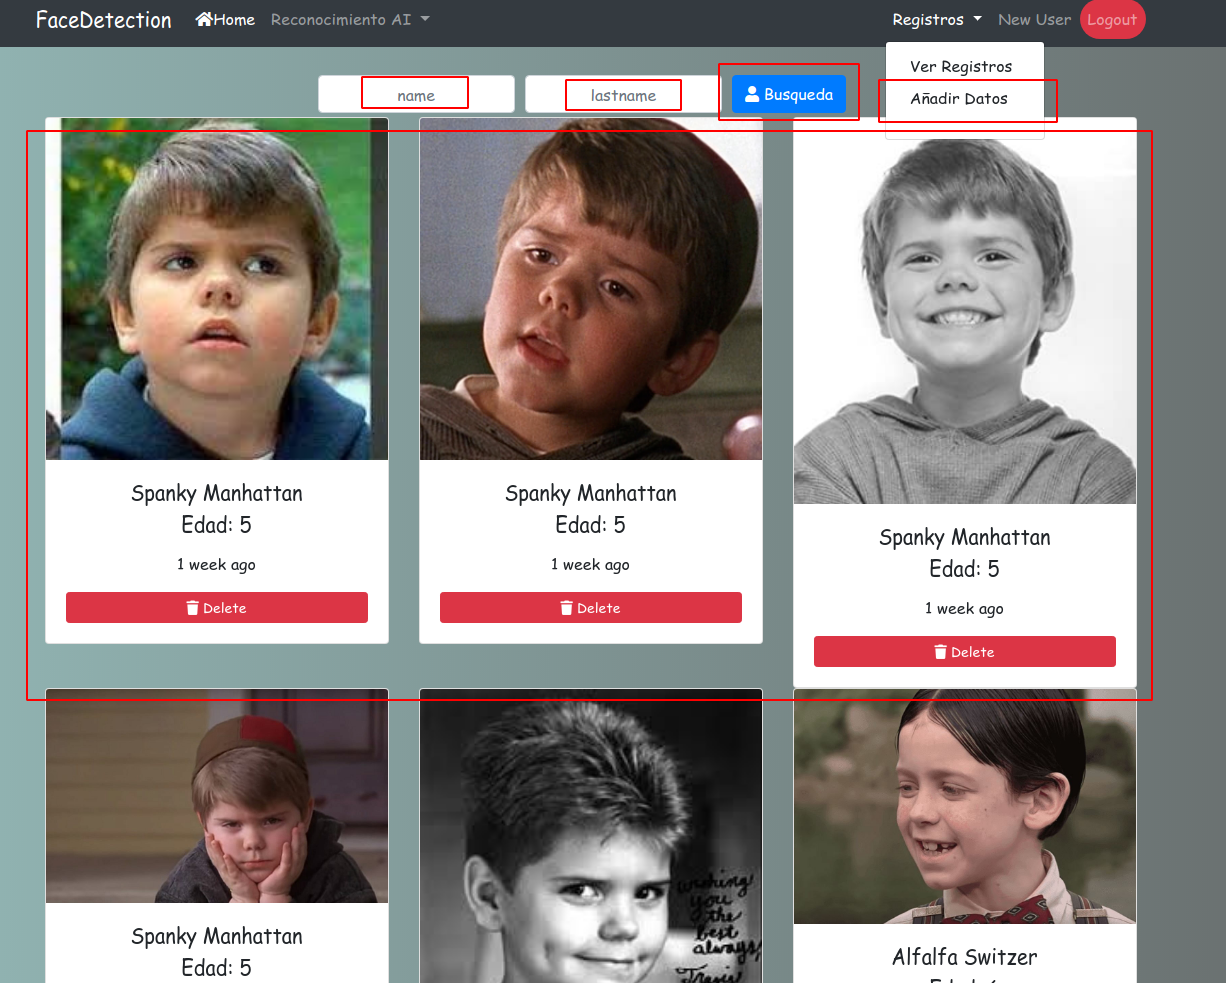 FaceDetection Home Reconocimiento AI Registros New User Logout
Ver Registros
Añadir Datos
name lastname Busqueda
Spanky Manhattan
Edad: 5
1 week ago
Delete
Spanky Manhattan
Edad: 5
1 week ago
Delete
Spanky Manhattan
Edad: 5
1 week ago
Delete
Spanky Manhattan
Edad: 5
wishing
you
the
best
always,
Travis
Alfalfa Switzer